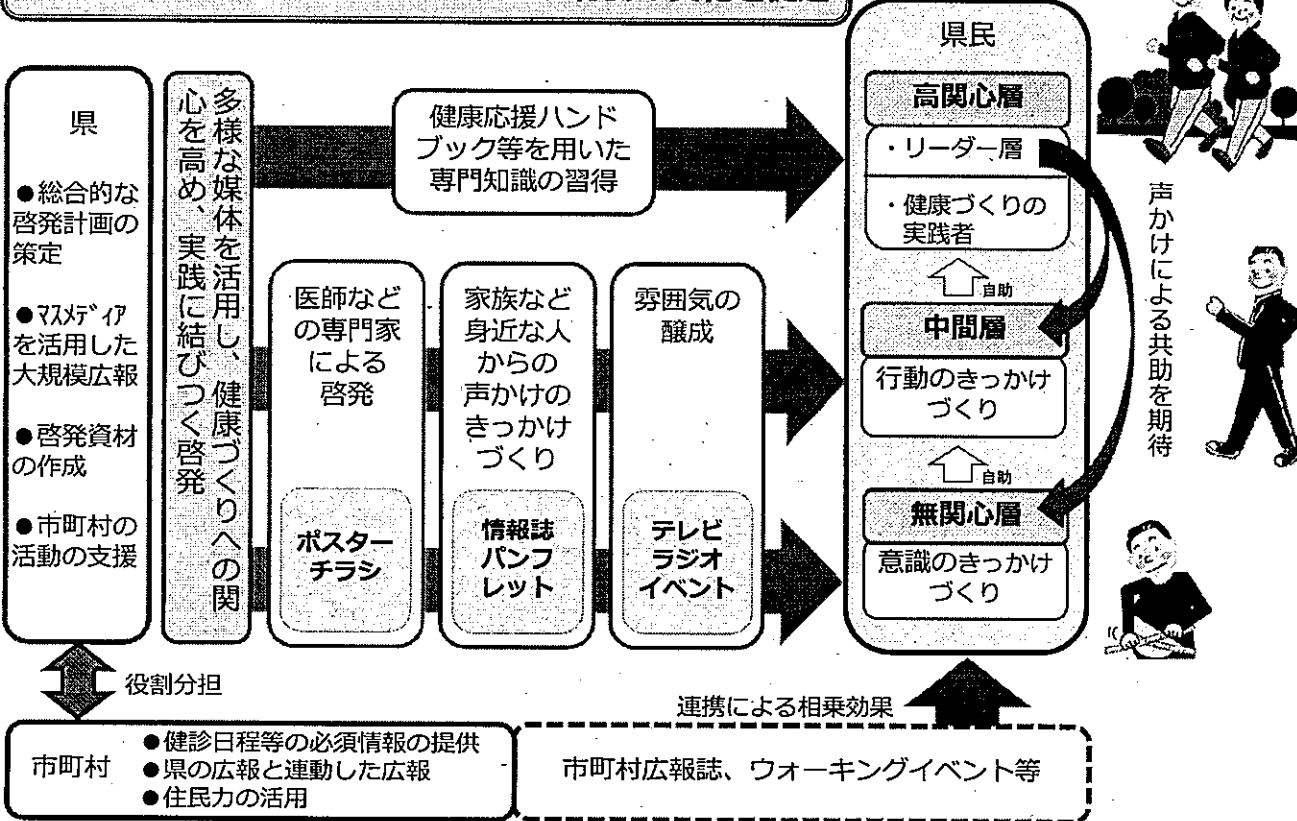 県
●総合的な
啓発計画の
策定
●マスメディア
を活用した
大規模広報
●啓発資材
の作成
●市町村の
活動の支援
多様な媒体を活用し、健康づくりへの関
心を高め、実践に結びつく啓発
健康応援ハンド
ブック等を用いた
専門知識の習得
医師など
の専門家
による
啓発
ポスター
チラシ
家族など
身近な人
からの
声かけの
きっかけ
づくり
情報誌
パンフ
レット
雰囲気の
醸成
テレビ
ラジオ
イベント
県民
高関心層
・リーダー層
・健康づくりの
実践者
自助
中間層
行動のきっかけ
づくり
自助
無関心層
意識のきっかけ
づくり
声かけによる共助を期待
役割分担
連携による相乗効果
市町村
●健診日程等の必須情報の提供
●県の広報と連動した広報
●住民力の活用
市町村広報誌、ウォーキングイベント等